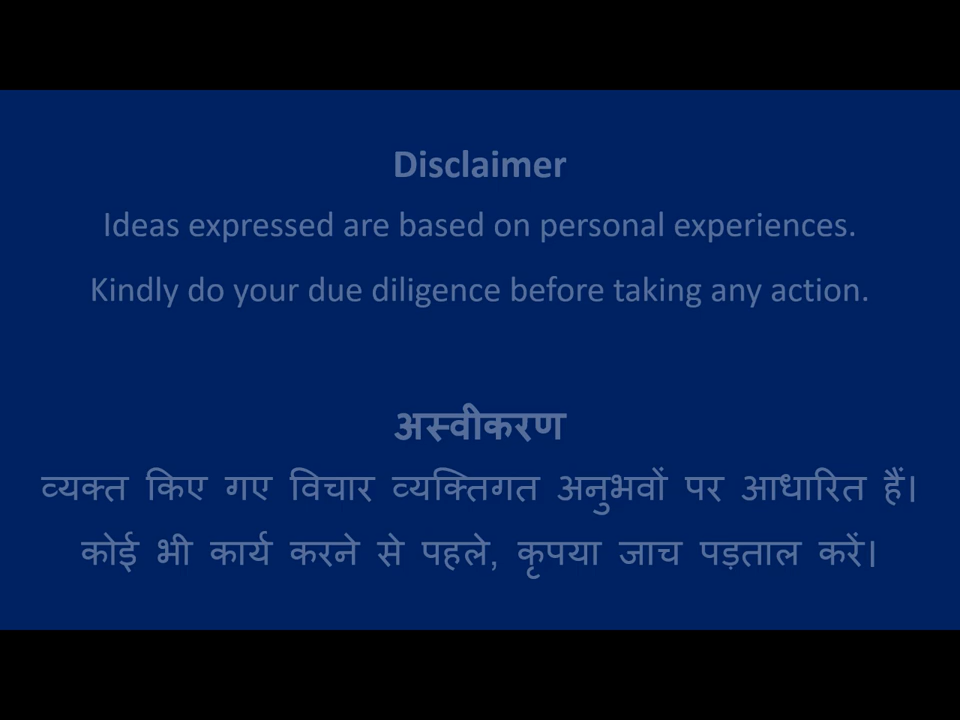 Disclaimer
Ideas expressed are based on personal experiences.
Kindly do your due diligence before taking any action.
अस्वीकरण
व्यक्त किए गए विचार व्यक्तिगत अनुभवों पर आधारित हैं।
कोई भी कार्य करने से पहले, कृपया जाच पड़ताल करें।